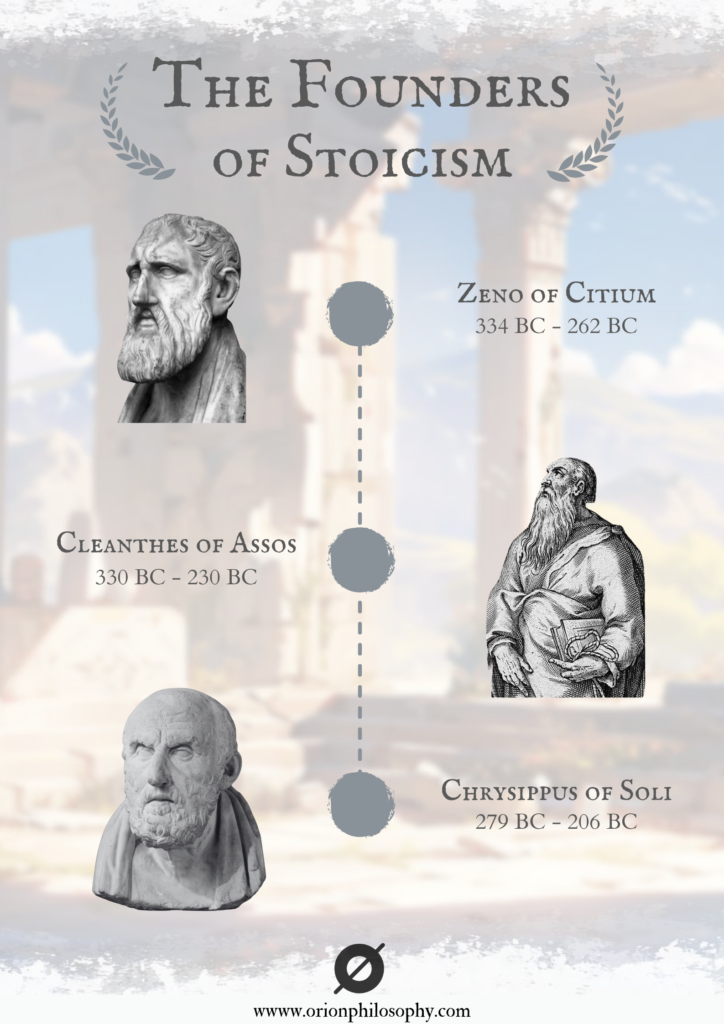 The Founders
of Stoicism
Zeno of Citium
334 BC – 262 BC
Cleanthes of Assos
330 BC – 230 BC
Chrysippus of Soli
279 BC – 206 BC
www.orionphilosophy.com